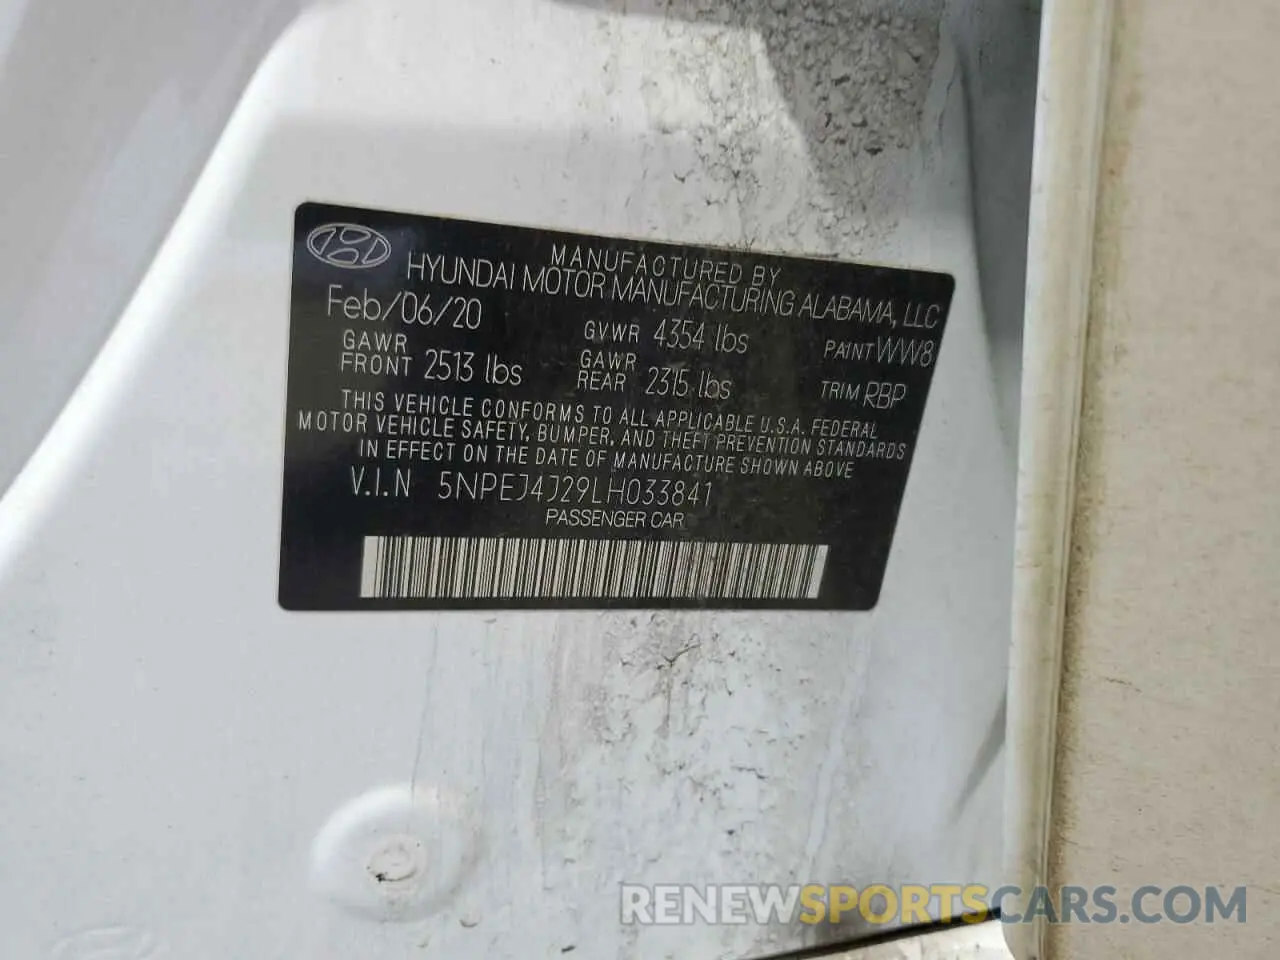 MANUFACTURED BY
HYUNDAI MOTOR MANUFACTURING ALABAMA, LLC
Feb/06/20 GVWR 4354 lbs PAINT WW8
GAWR FRONT 2513 lbs GAWR REAR 2315 lbs TRIM RBP
THIS VEHICLE CONFORMS TO ALL APPLICABLE U.S.A. FEDERAL
MOTOR VEHICLE SAFETY, BUMPER, AND THEFT PREVENTION STANDARDS
IN EFFECT ON THE DATE OF MANUFACTURE SHOWN ABOVE
V.I.N 5NPEJ4J29LH033841
PASSENGER CAR
RENEWSPORTSCARS.COM